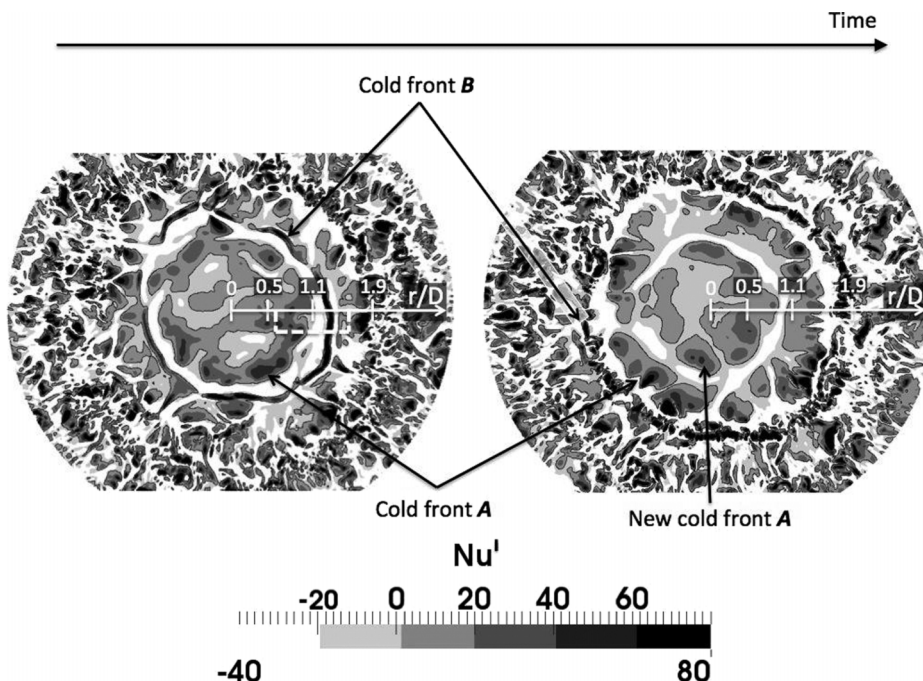 Time
Cold front B
0 0.5 1.1 1.9 r/D
0 0.5 1.1 1.9 r/D
Cold front A
New cold front A
Nu'
-20 0 20 40 60
-40 80